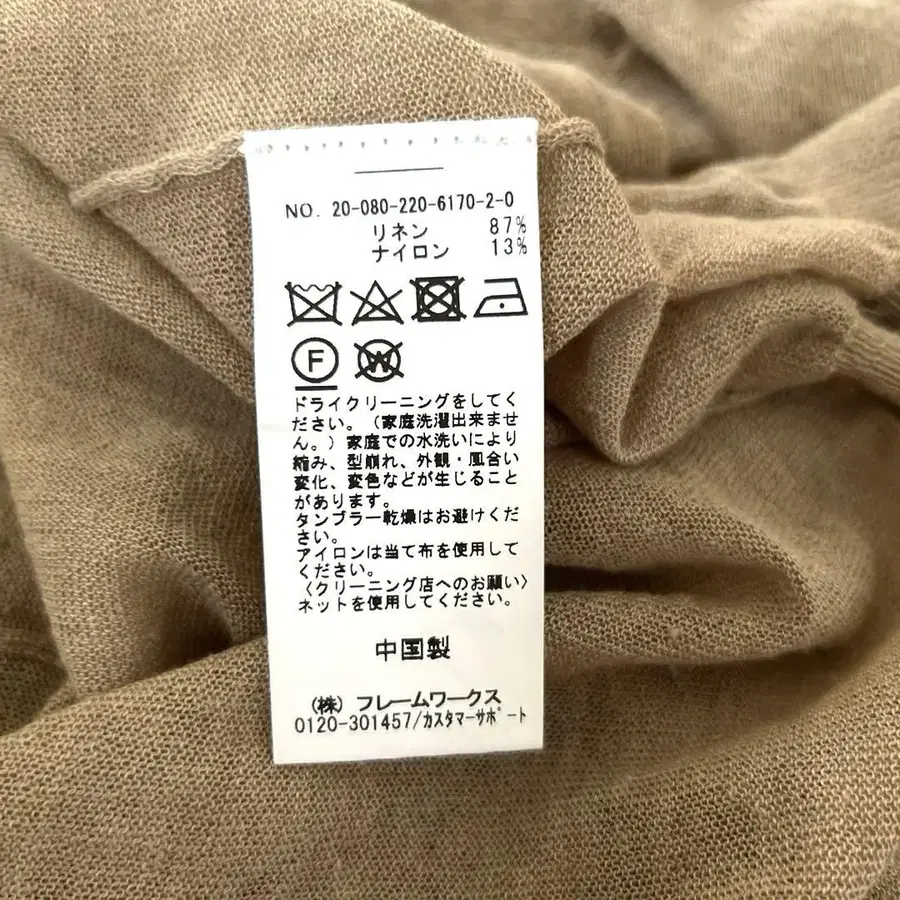 NO. 20-080-220-6170-2-0
リネン 87%
ナイロン 13%
F
W
ドライクリーニングをしてく
ださい。（家庭洗濯出来ませ
ん。）家庭での水洗いにより
縮み、型崩れ、外観・風合い
変化、変色などが生じること
があります。
タンブラー乾燥はお避けくだ
さい。
アイロンは当て布を使用して
ください。
〈クリーニング店へのお願い〉
ネットを使用してください。
中国製
（株）フレームワークス
0120-301457/カスタマーサポート